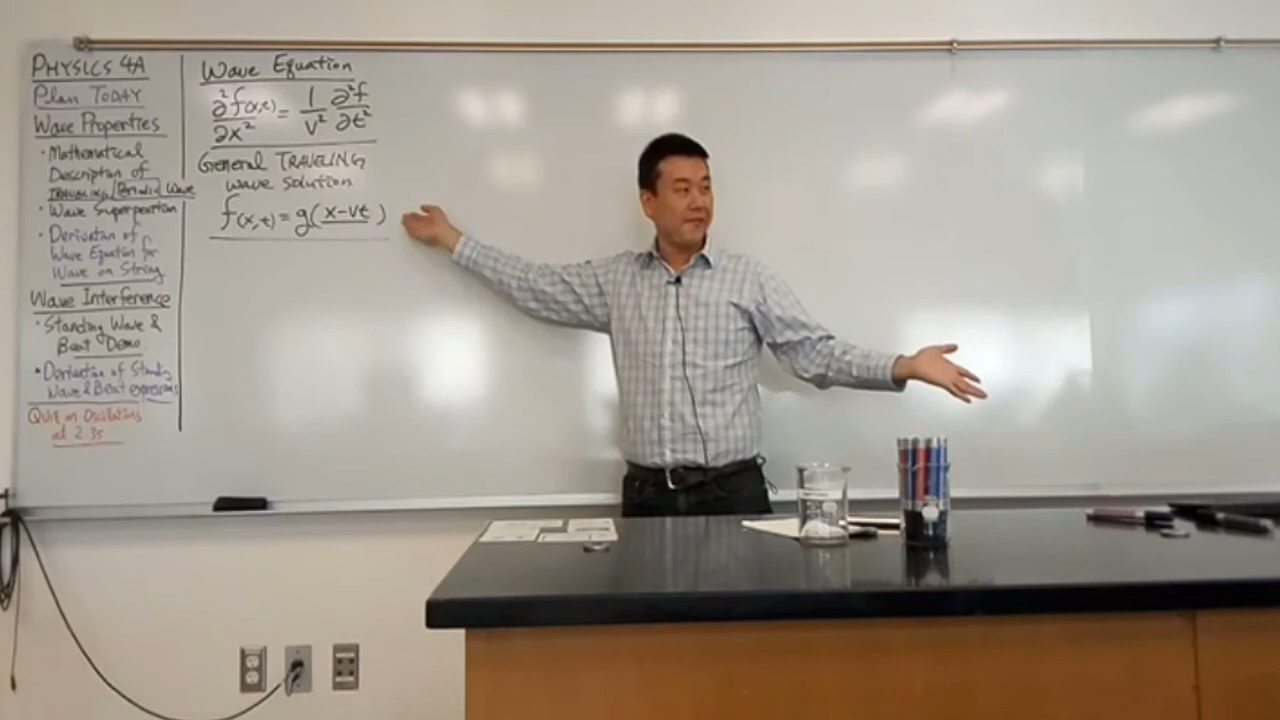 PHYSICS 4A
Plan TODAY
Wave Properties
• Mathematical
Description of
TRAVELING/Periodic Wave
• Wave Superposition
• Derivation of
Wave Equation for
Wave on String
Wave Interference
• Standing Wave &
Beat Demo
• Derivation of Standing
Wave & Beat expressions
QUIZ on Oscillations
at 2:35
Wave Equation
∂²f(x,t)/∂x² = 1/v² ∂²f/∂t²
General TRAVELING
wave solution
f(x,t) = g(x-vt)